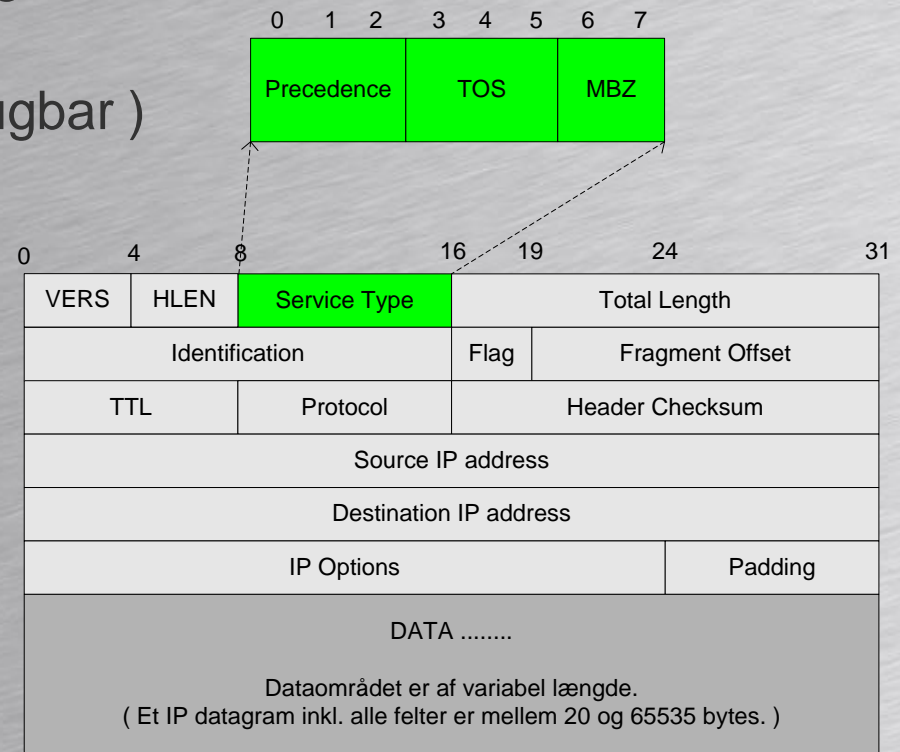 0 1 2 3 4 5 6 7
Precedence TOS MBZ
)
0 4 8 16 19 24 31
VERS HLEN Service Type Total Length
Identification Flag Fragment Offset
TTL Protocol Header Checksum
Source IP address
Destination IP address
IP Options Padding
DATA ........
Dataområdet er af variabel længde.
( Et IP datagram inkl. alle felter er mellem 20 og 65535 bytes. )